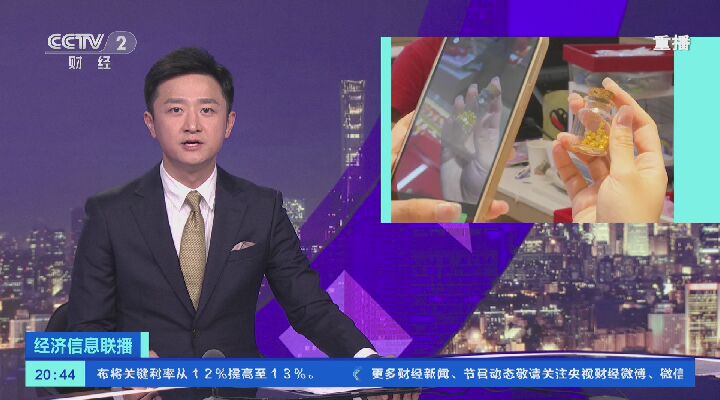 CCTV 2
财经
重播
经济信息联播
20:44 布将关键利率从12%提高至13%。 更多财经新闻、节目动态敬请关注央视财经微博、微信